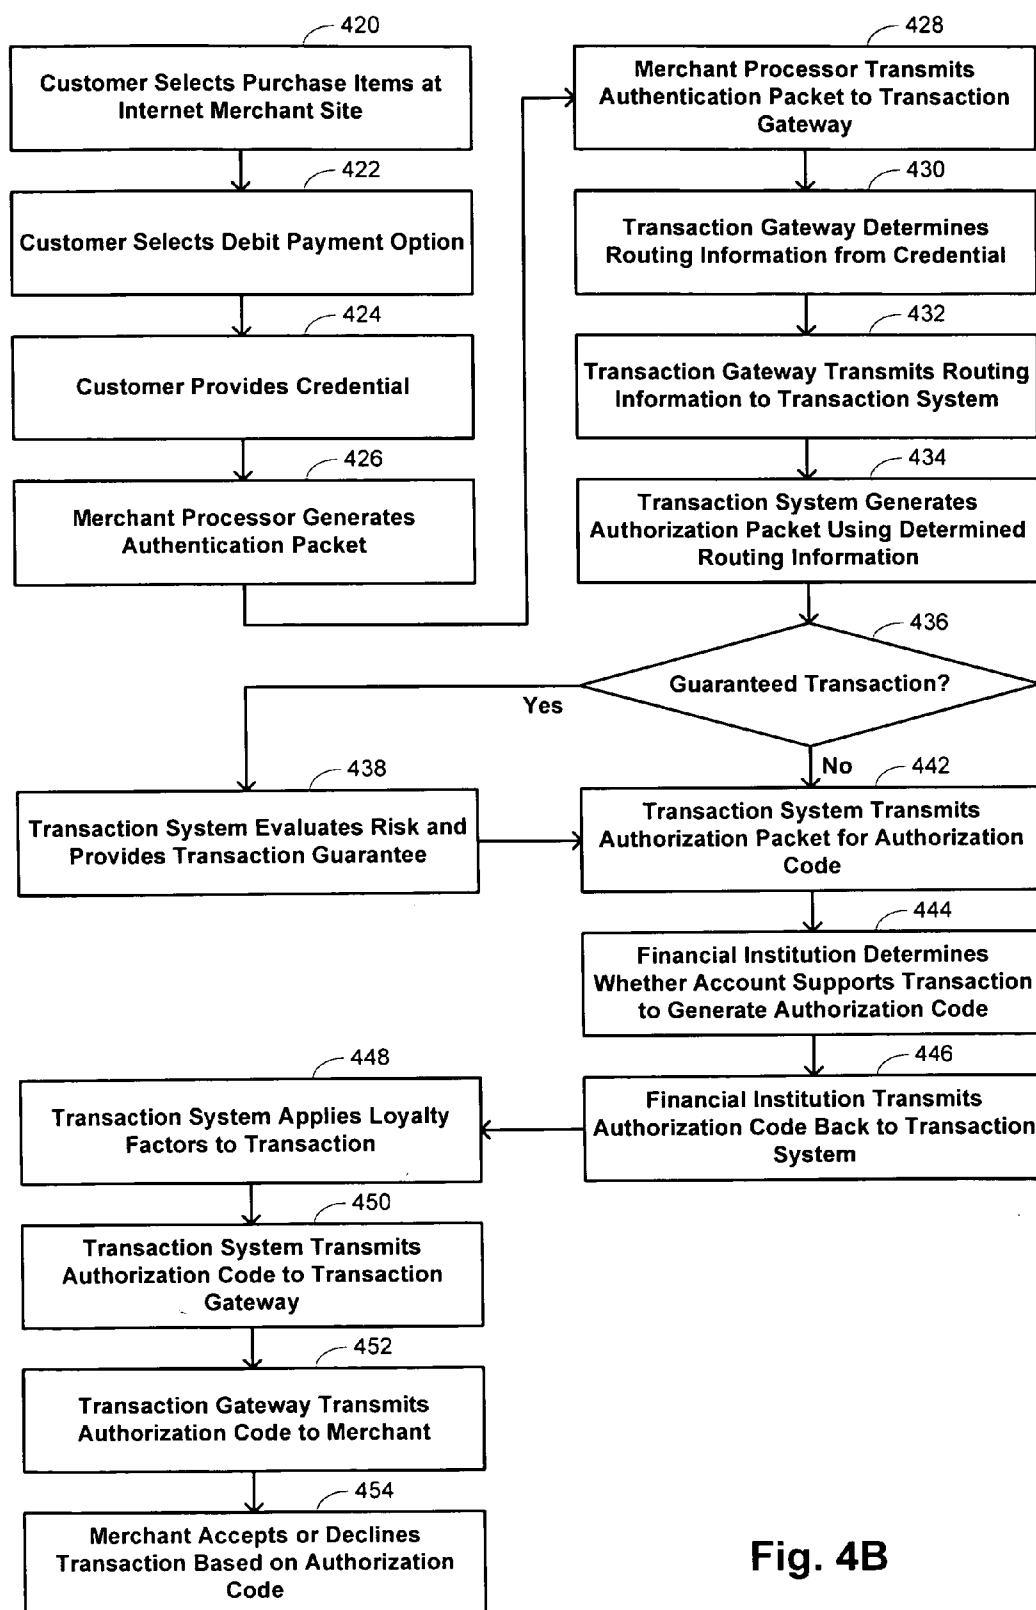 420
Customer Selects Purchase Items at
Internet Merchant Site
422
Customer Selects Debit Payment Option
424
Customer Provides Credential
426
Merchant Processor Generates
Authentication Packet
428
Merchant Processor Transmits
Authentication Packet to Transaction
Gateway
430
Transaction Gateway Determines
Routing Information from Credential
432
Transaction Gateway Transmits Routing
Information to Transaction System
434
Transaction System Generates
Authorization Packet Using Determined
Routing Information
436
Guaranteed Transaction?
Yes
No
438
Transaction System Evaluates Risk and
Provides Transaction Guarantee
442
Transaction System Transmits
Authorization Packet for Authorization
Code
444
Financial Institution Determines
Whether Account Supports Transaction
to Generate Authorization Code
446
Financial Institution Transmits
Authorization Code Back to Transaction
System
448
Transaction System Applies Loyalty
Factors to Transaction
450
Transaction System Transmits
Authorization Code to Transaction
Gateway
452
Transaction Gateway Transmits
Authorization Code to Merchant
454
Merchant Accepts or Declines
Transaction Based on Authorization
Code
Fig. 4B